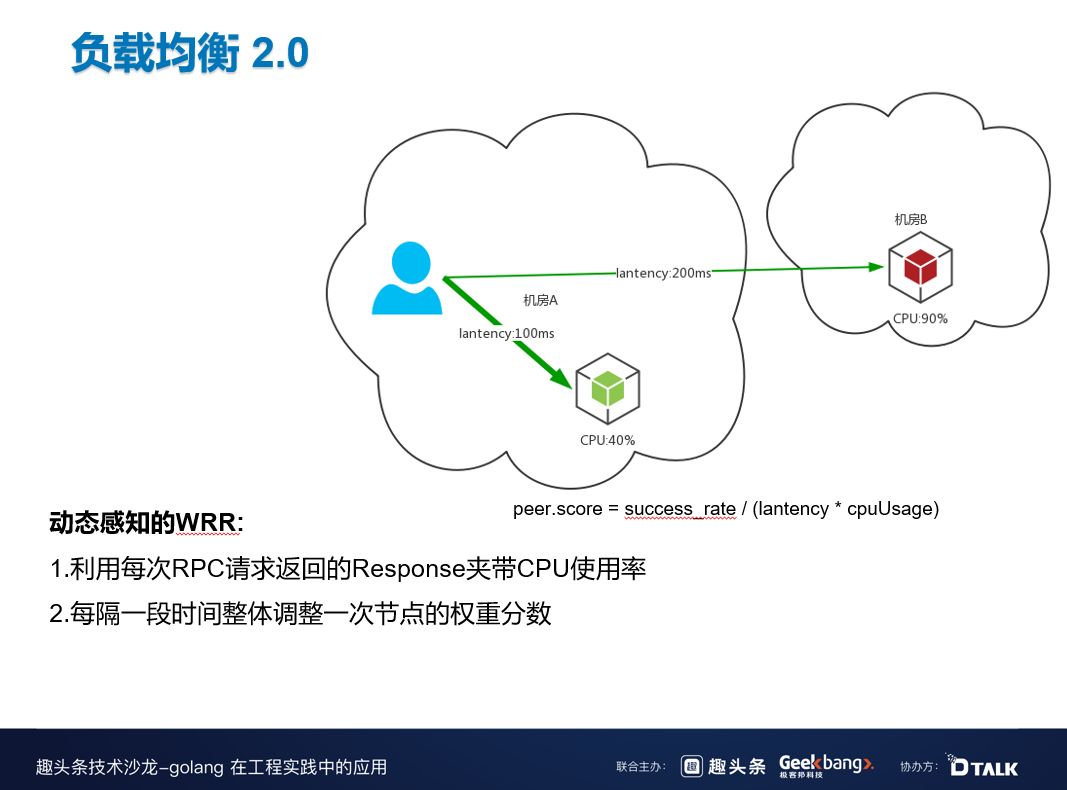 负载均衡 2.0
机房B
lantency:200ms
机房A
CPU:90%
lantency:100ms
CPU:40%
peer.score = success_rate / (lantency * cpuUsage)
动态感知的WRR:
1.利用每次RPC请求返回的Response夹带CPU使用率
2.每隔一段时间整体调整一次节点的权重分数
趣头条技术沙龙–golang 在工程实践中的应用
联合主办：
趣 趣头条
Geekbang>.
极客邦科技
协办方：
DTALK